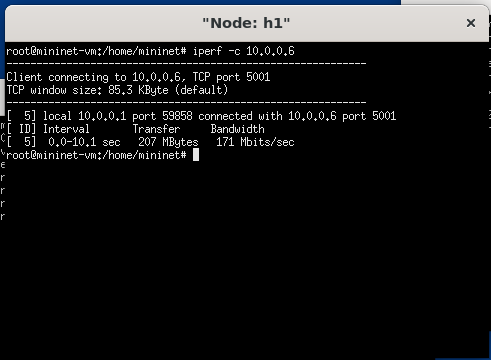 "Node: h1"
root@mininet-vm:/home/mininet# iperf -c 10.0.0.6
------------------------------------------------------------
Client connecting to 10.0.0.6, TCP port 5001
TCP window size: 85.3 KByte (default)
------------------------------------------------------------
[  5] local 10.0.0.1 port 59858 connected with 10.0.0.6 port 5001
[ ID] Interval       Transfer     Bandwidth
[  5]  0.0-10.1 sec   207 MBytes   171 Mbits/sec
root@mininet-vm:/home/mininet#